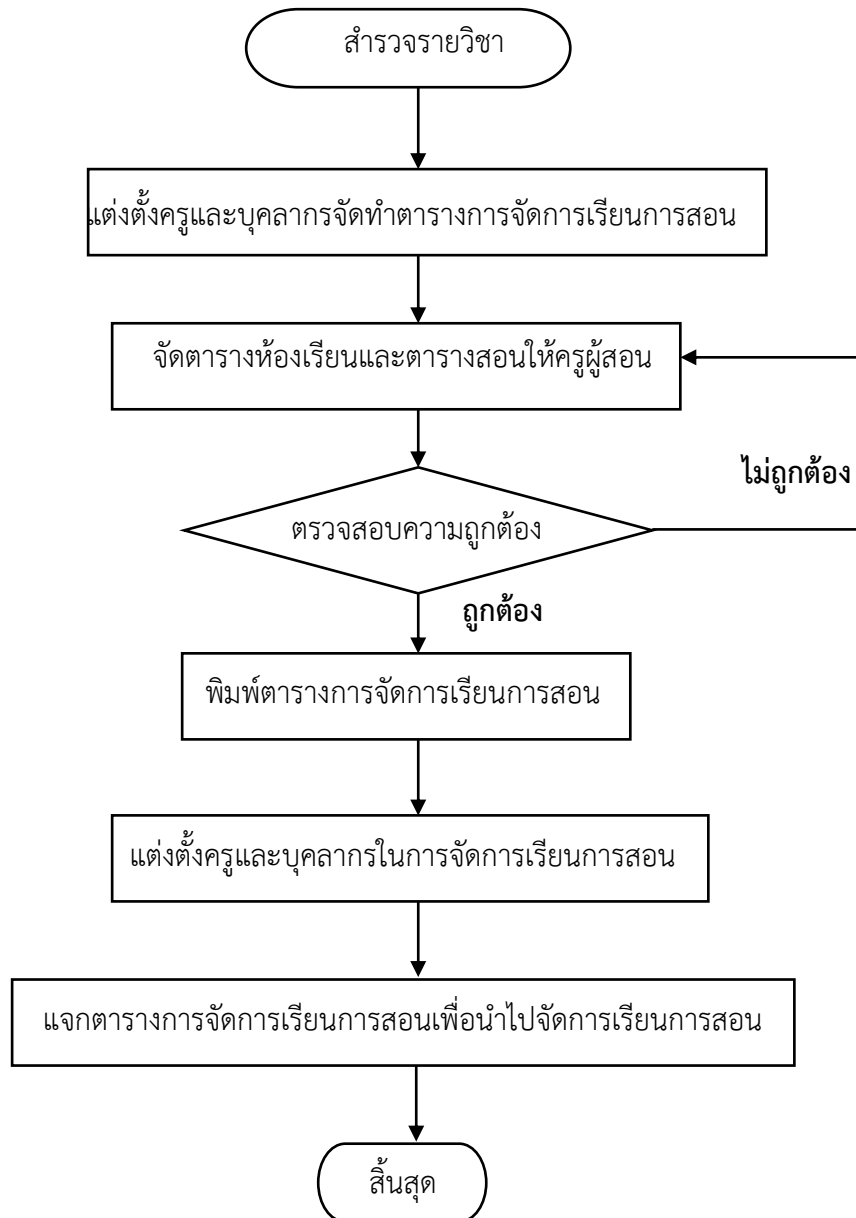 สำรวจรายวิชา
แต่งตั้งครูและบุคลากรจัดทำตารางการจัดการเรียนการสอน
จัดตารางห้องเรียนและตารางสอนให้ครูผู้สอน
ไม่ถูกต้อง
ตรวจสอบความถูกต้อง
ถูกต้อง
พิมพ์ตารางการจัดการเรียนการสอน
แต่งตั้งครูและบุคลากรในการจัดการเรียนการสอน
แจกตารางการจัดการเรียนการสอนเพื่อนำไปจัดการเรียนการสอน
สิ้นสุด